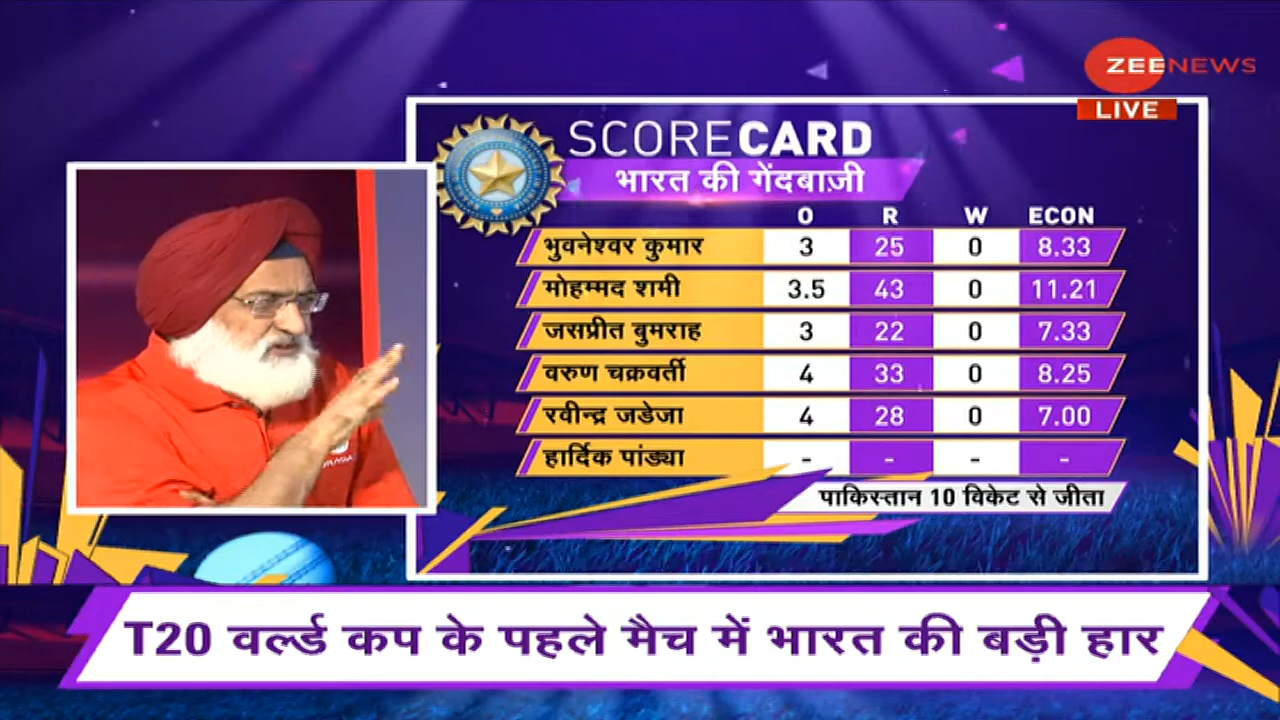 ZEENEWS
LIVE
SCORECARD
भारत की गेंदबाज़ी
O R W ECON
भुवनेश्वर कुमार 3 25 0 8.33
मोहम्मद शमी 3.5 43 0 11.21
जसप्रीत बुमराह 3 22 0 7.33
वरुण चक्रवर्ती 4 33 0 8.25
रवीन्द्र जडेजा 4 28 0 7.00
हार्दिक पांड्या - - - -
पाकिस्तान 10 विकेट से जीता
T20 वर्ल्ड कप के पहले मैच में भारत की बड़ी हार